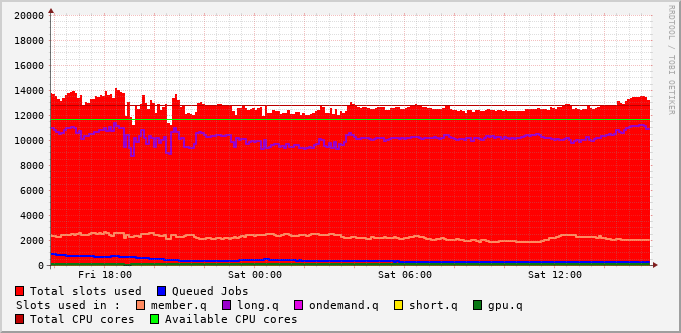 20000
18000
16000
14000
12000
10000
8000
6000
4000
2000
0
Fri 18:00 Sat 00:00 Sat 06:00 Sat 12:00
RRDTOOL / TOBI OETIKER
Total slots used Queued Jobs
Slots used in : member.q long.q ondemand.q short.q gpu.q
Total CPU cores Available CPU cores